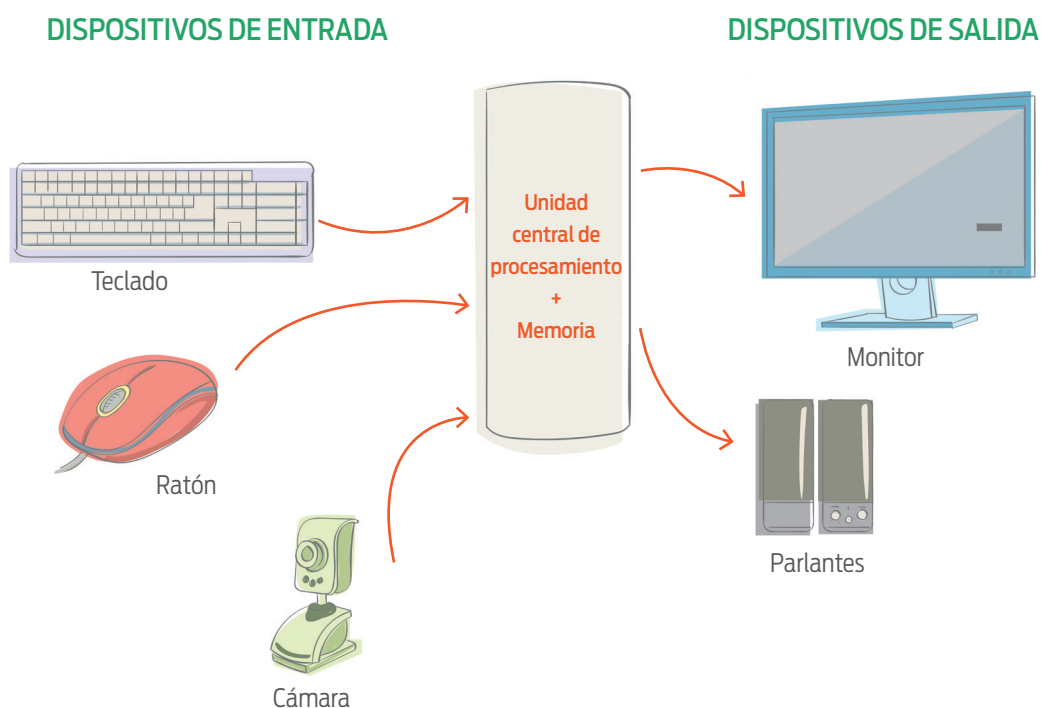 DISPOSITIVOS DE ENTRADA
DISPOSITIVOS DE SALIDA
Teclado
Ratón
Cámara
Unidad
central de
procesamiento
+
Memoria
Monitor
Parlantes